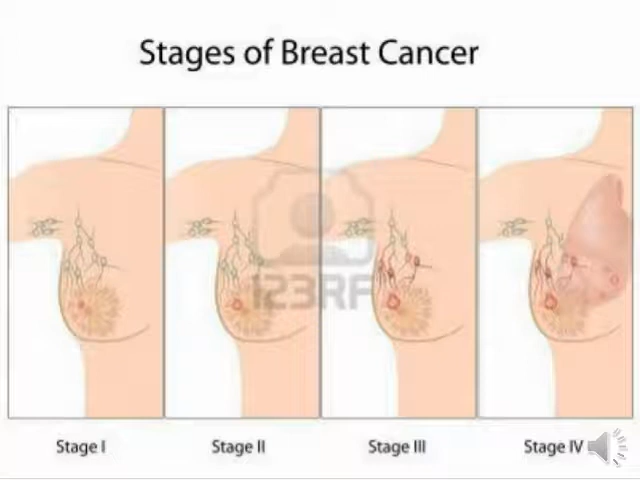 Stages of Breast Cancer
123RF
Stage I
Stage II
Stage III
Stage IV